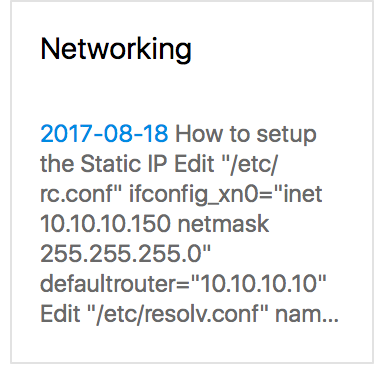 Networking
2017-08-18 How to setup
the Static IP Edit "/etc/
rc.conf" ifconfig_xn0="inet
10.10.10.150 netmask
255.255.255.0"
defaultrouter="10.10.10.10"
Edit "/etc/resolv.conf" nam...